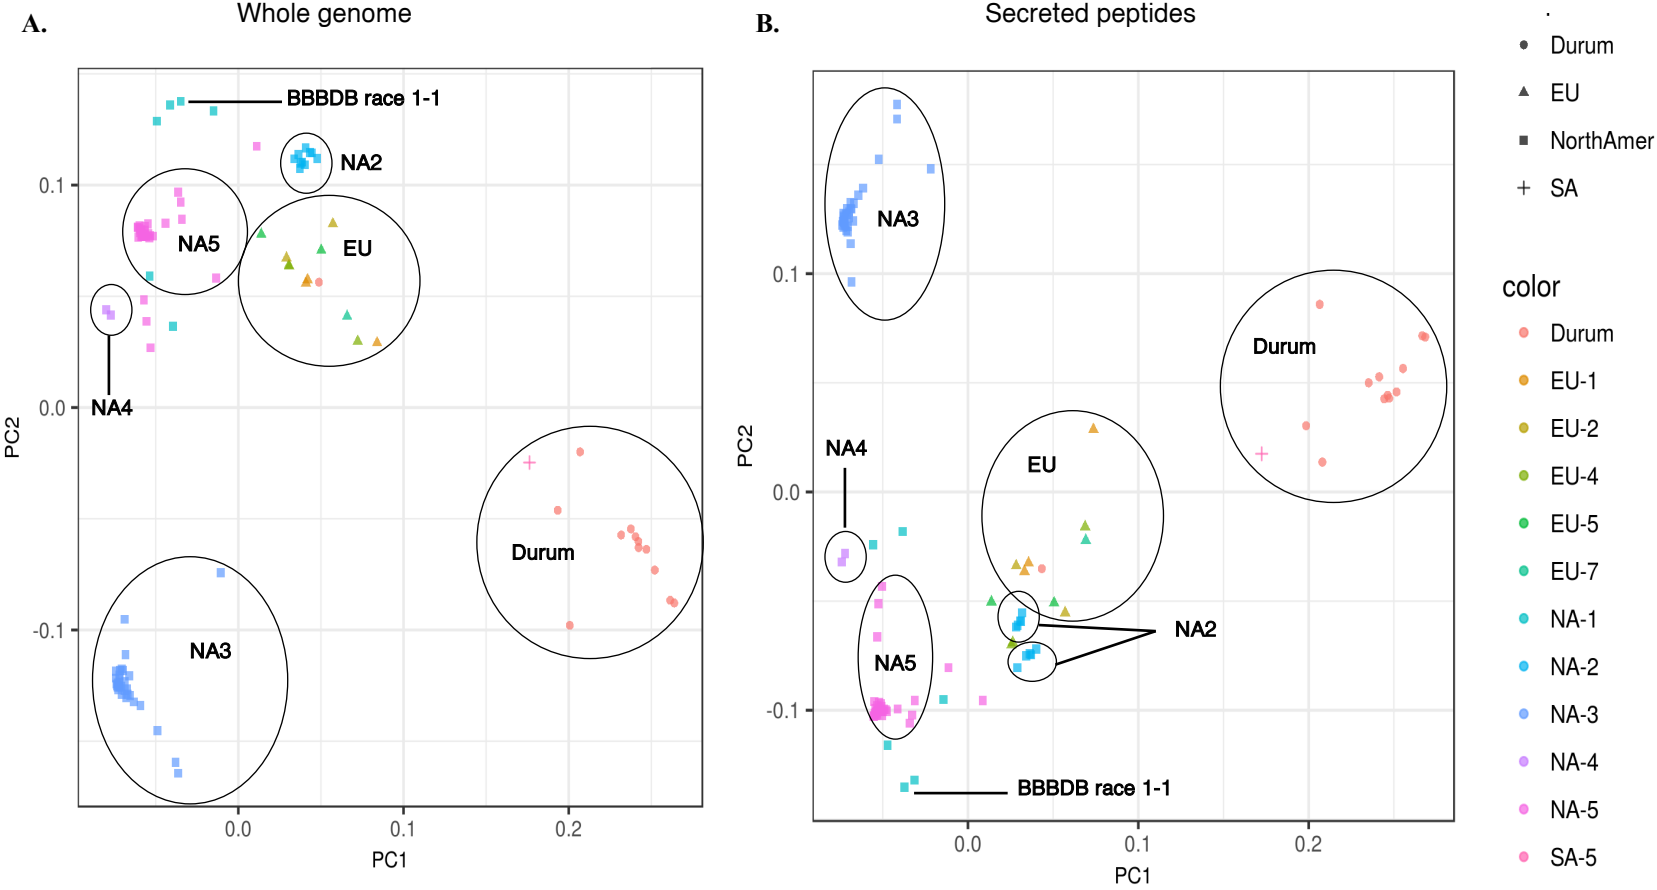 A.
Whole genome
BBBDB race 1-1
NA2
0.1
NA5
EU
NA4
0.0
PC2
Durum
NA3
-0.1
0.0
0.1
0.2
PC1
B.
Secreted peptides
NA3
0.1
Durum
NA4
EU
PC2
0.0
NA2
NA5
-0.1
BBBDB race 1-1
0.0
0.1
0.2
PC1
.
Durum
EU
NorthAmer
SA
color
Durum
EU-1
EU-2
EU-4
EU-5
EU-7
NA-1
NA-2
NA-3
NA-4
NA-5
SA-5